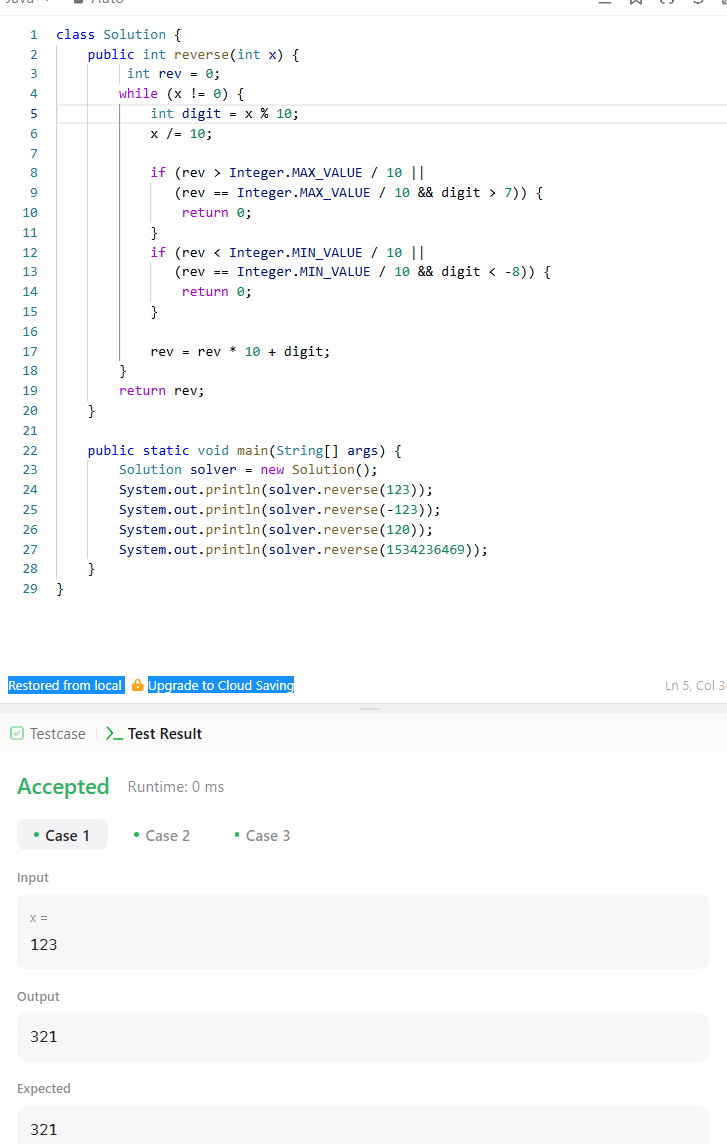 Java Auto
1 class Solution {
2 public int reverse(int x) {
3 int rev = 0;
4 while (x != 0) {
5 int digit = x % 10;
6 x /= 10;
7
8 if (rev > Integer.MAX_VALUE / 10 ||
9 (rev == Integer.MAX_VALUE / 10 && digit > 7)) {
10 return 0;
11 }
12 if (rev < Integer.MIN_VALUE / 10 ||
13 (rev == Integer.MIN_VALUE / 10 && digit < -8)) {
14 return 0;
15 }
16
17 rev = rev * 10 + digit;
18 }
19 return rev;
20 }
21
22 public static void main(String[] args) {
23 Solution solver = new Solution();
24 System.out.println(solver.reverse(123));
25 System.out.println(solver.reverse(-123));
26 System.out.println(solver.reverse(120));
27 System.out.println(solver.reverse(1534236469));
28 }
29 }
Restored from local Upgrade to Cloud Saving Ln 5, Col
Testcase Test Result
Accepted Runtime: 0 ms
Case 1 Case 2 Case 3
Input
x =
123
Output
321
Expected
321